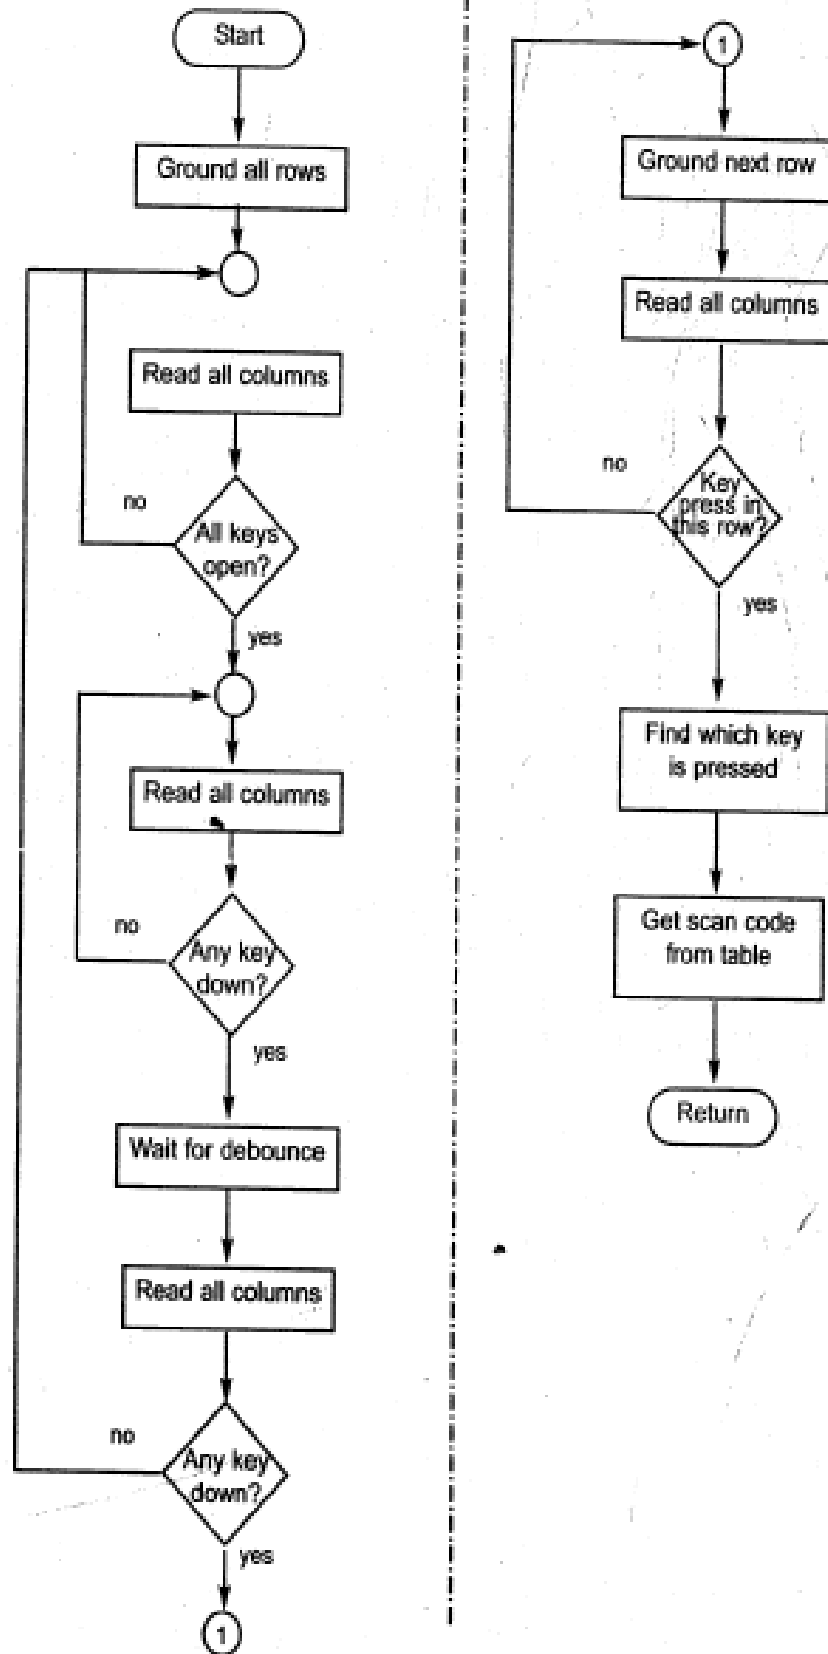 Start
Ground all rows
Read all columns
no
All keys
open?
yes
Read all columns
no
Any key
down?
yes
Wait for debounce
Read all columns
no
Any key
down?
yes
1
1
Ground next row
Read all columns
no
Key
press in
this row?
yes
Find which key
is pressed
Get scan code
from table
Return